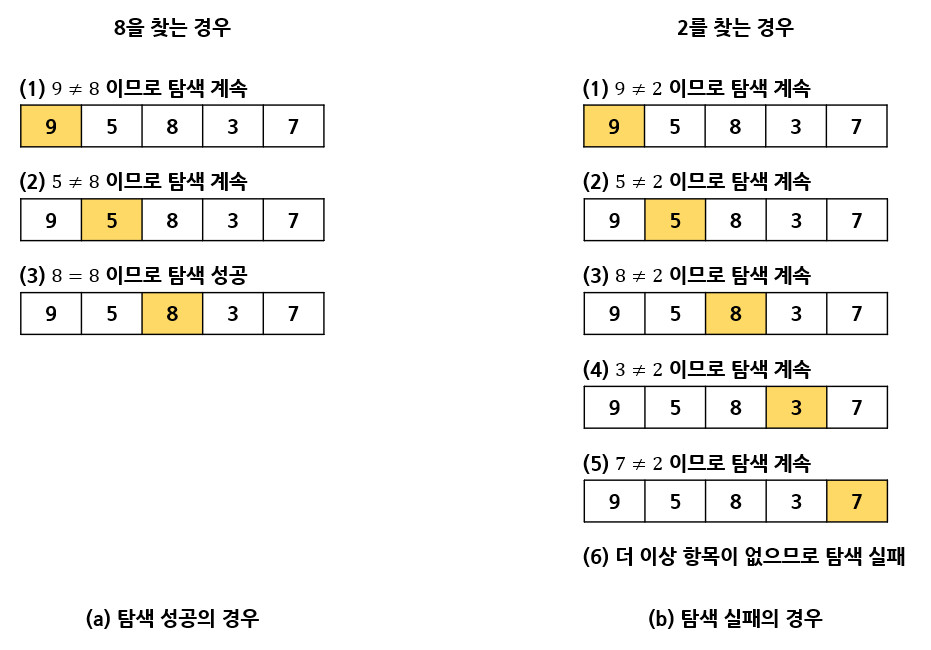 8을 찾는 경우
(1) 9 ≠ 8 이므로 탐색 계속
9 5 8 3 7
(2) 5 ≠ 8 이므로 탐색 계속
9 5 8 3 7
(3) 8 = 8 이므로 탐색 성공
9 5 8 3 7
(a) 탐색 성공의 경우
2를 찾는 경우
(1) 9 ≠ 2 이므로 탐색 계속
9 5 8 3 7
(2) 5 ≠ 2 이므로 탐색 계속
9 5 8 3 7
(3) 8 ≠ 2 이므로 탐색 계속
9 5 8 3 7
(4) 3 ≠ 2 이므로 탐색 계속
9 5 8 3 7
(5) 7 ≠ 2 이므로 탐색 계속
9 5 8 3 7
(6) 더 이상 항목이 없으므로 탐색 실패
(b) 탐색 실패의 경우